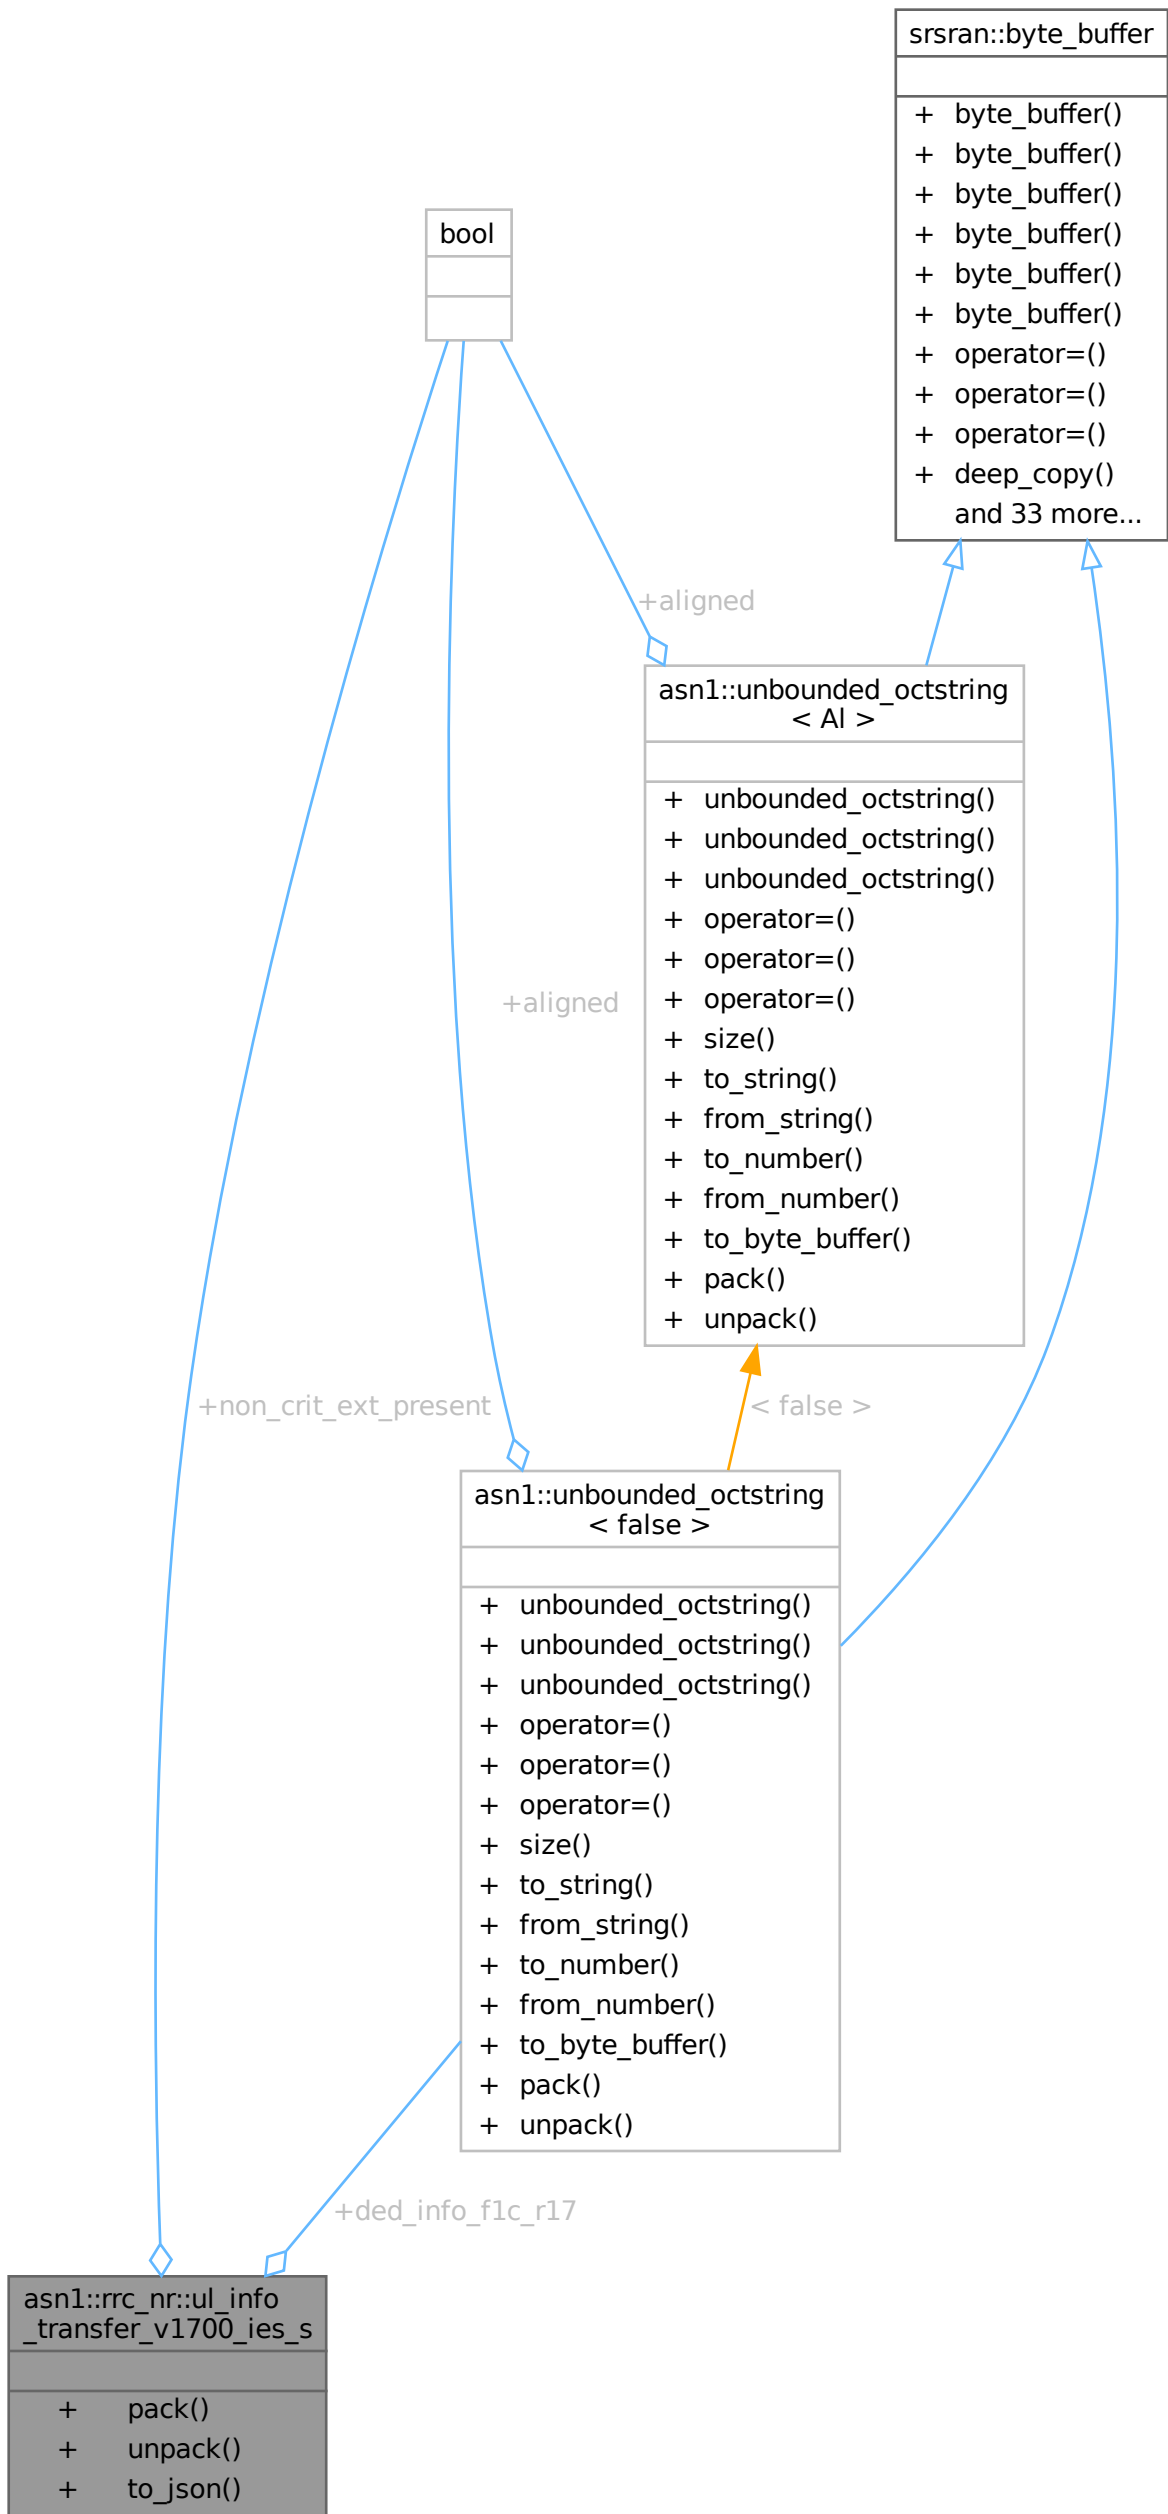 srsran::byte_buffer
+ byte_buffer()
+ byte_buffer()
+ byte_buffer()
+ byte_buffer()
+ byte_buffer()
+ byte_buffer()
+ operator=()
+ operator=()
+ operator=()
+ deep_copy()
and 33 more...
bool
+aligned
asn1::unbounded_octstring
< Al >
+ unbounded_octstring()
+ unbounded_octstring()
+ unbounded_octstring()
+ operator=()
+ operator=()
+ operator=()
+ size()
+ to_string()
+ from_string()
+ to_number()
+ from_number()
+ to_byte_buffer()
+ pack()
+ unpack()
+aligned
+non_crit_ext_present
< false >
asn1::unbounded_octstring
< false >
+ unbounded_octstring()
+ unbounded_octstring()
+ unbounded_octstring()
+ operator=()
+ operator=()
+ operator=()
+ size()
+ to_string()
+ from_string()
+ to_number()
+ from_number()
+ to_byte_buffer()
+ pack()
+ unpack()
+ded_info_f1c_r17
asn1::rrc_nr::ul_info
_transfer_v1700_ies_s
+ pack()
+ unpack()
+ to_json()